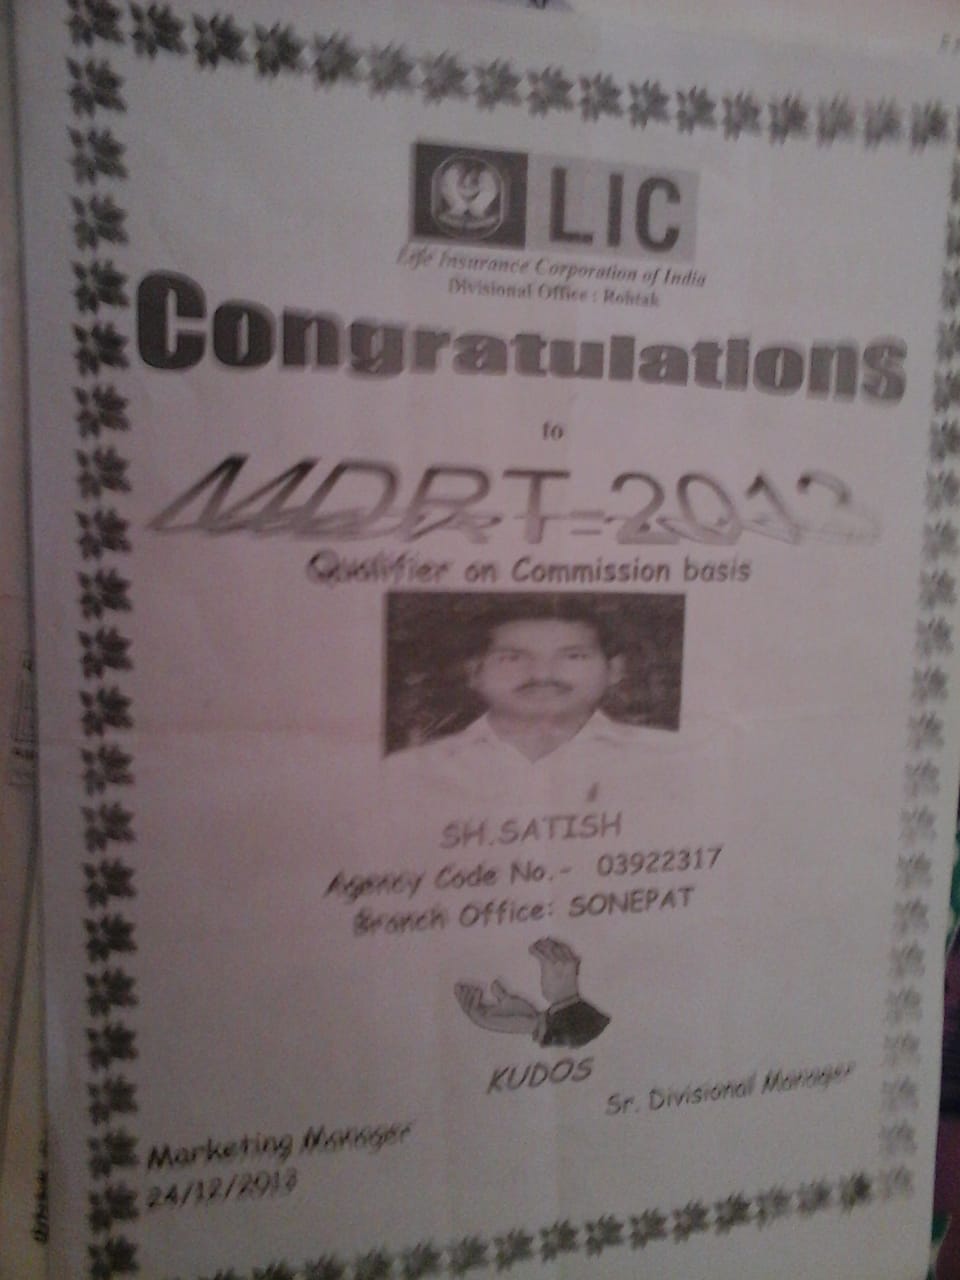 LIC
Life Insurance Corporation of India
Divisional Office : Rohtak
Congratulations
to
MDRT-2013
Qualifier on Commission basis
SH.SATISH
Agency Code No.- 03922317
Branch Office: SONEPAT
KUDOS
Sr. Divisional Manager
Marketing Manager
24/12/2013